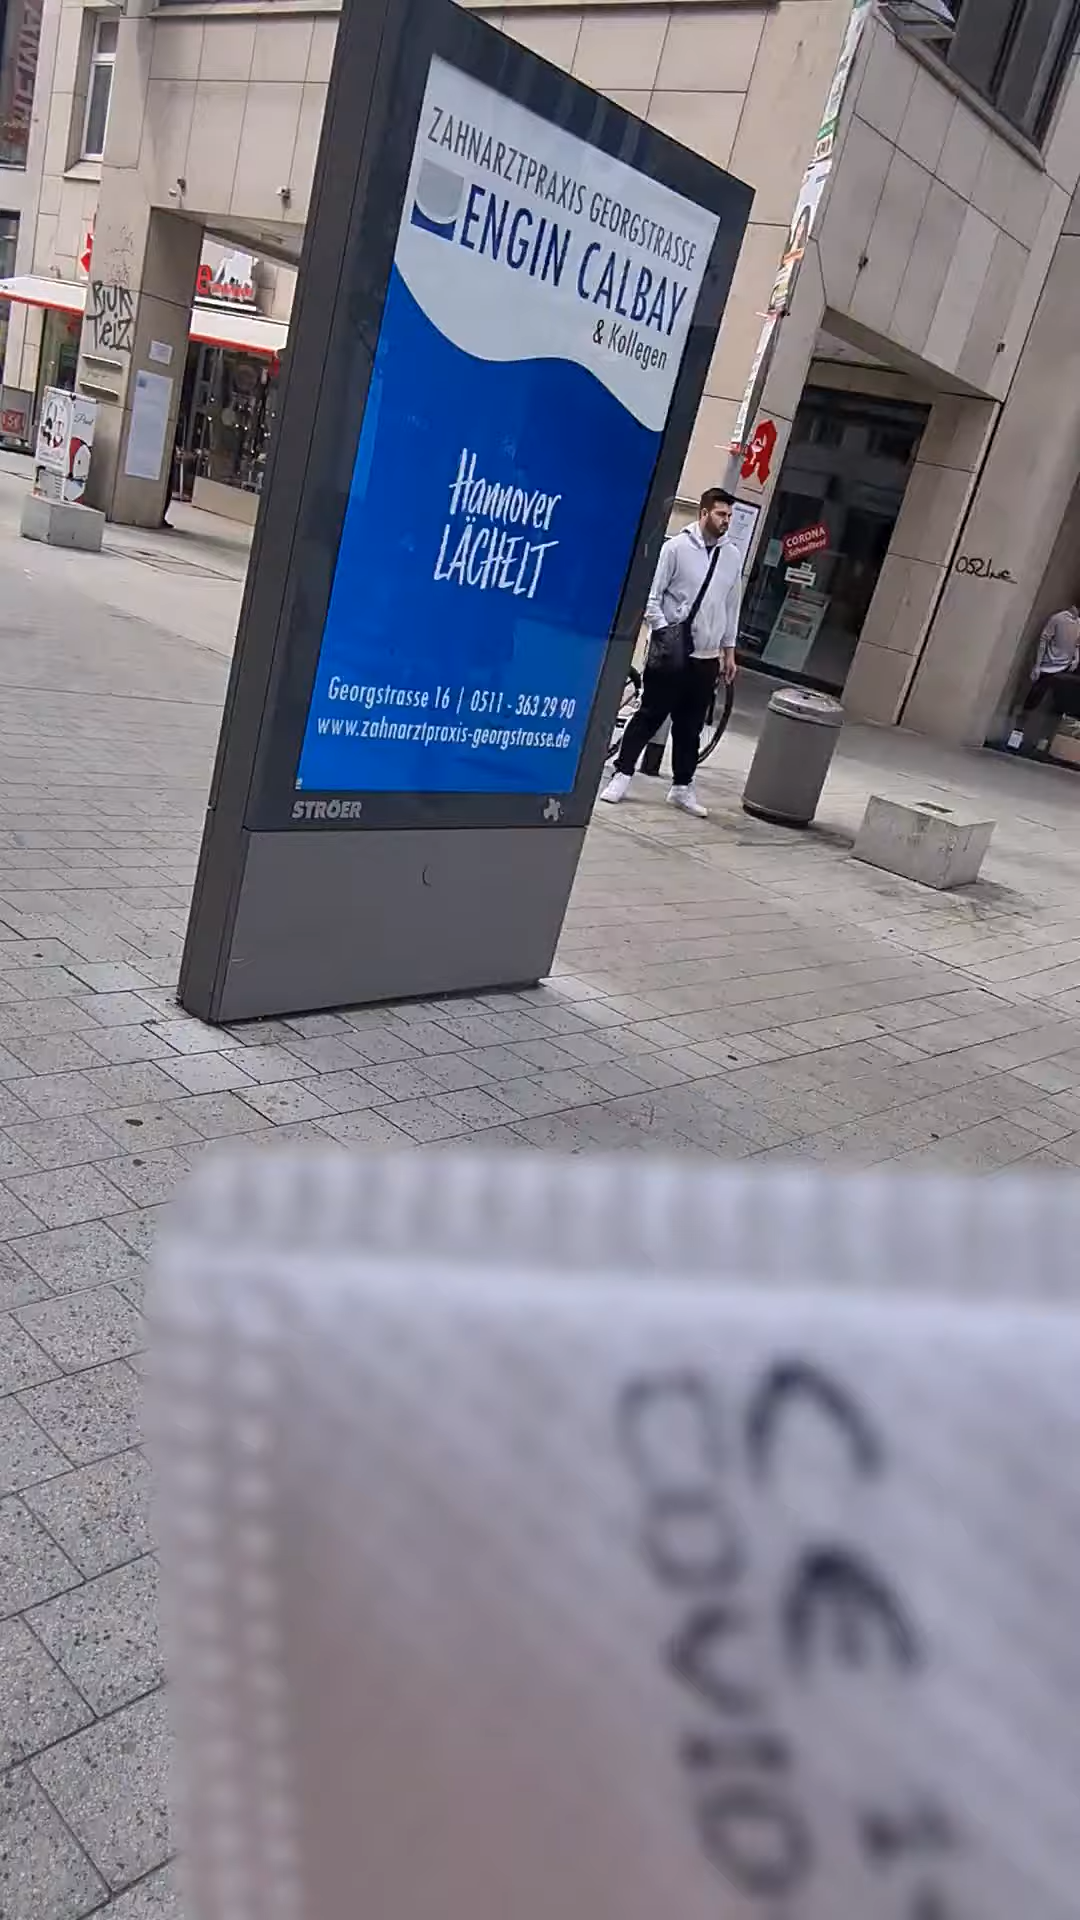 ZAHNARZTPRAXIS GEORGSTRASSE
ENGIN CALBAY
& Kollegen
Hannover
LÄCHELT
Georgstrasse 16 | 0511 - 363 29 90
www.zahnarztpraxis-georgstrasse.de
STRÖER
CORONA
Schnelltest
CE
COVID